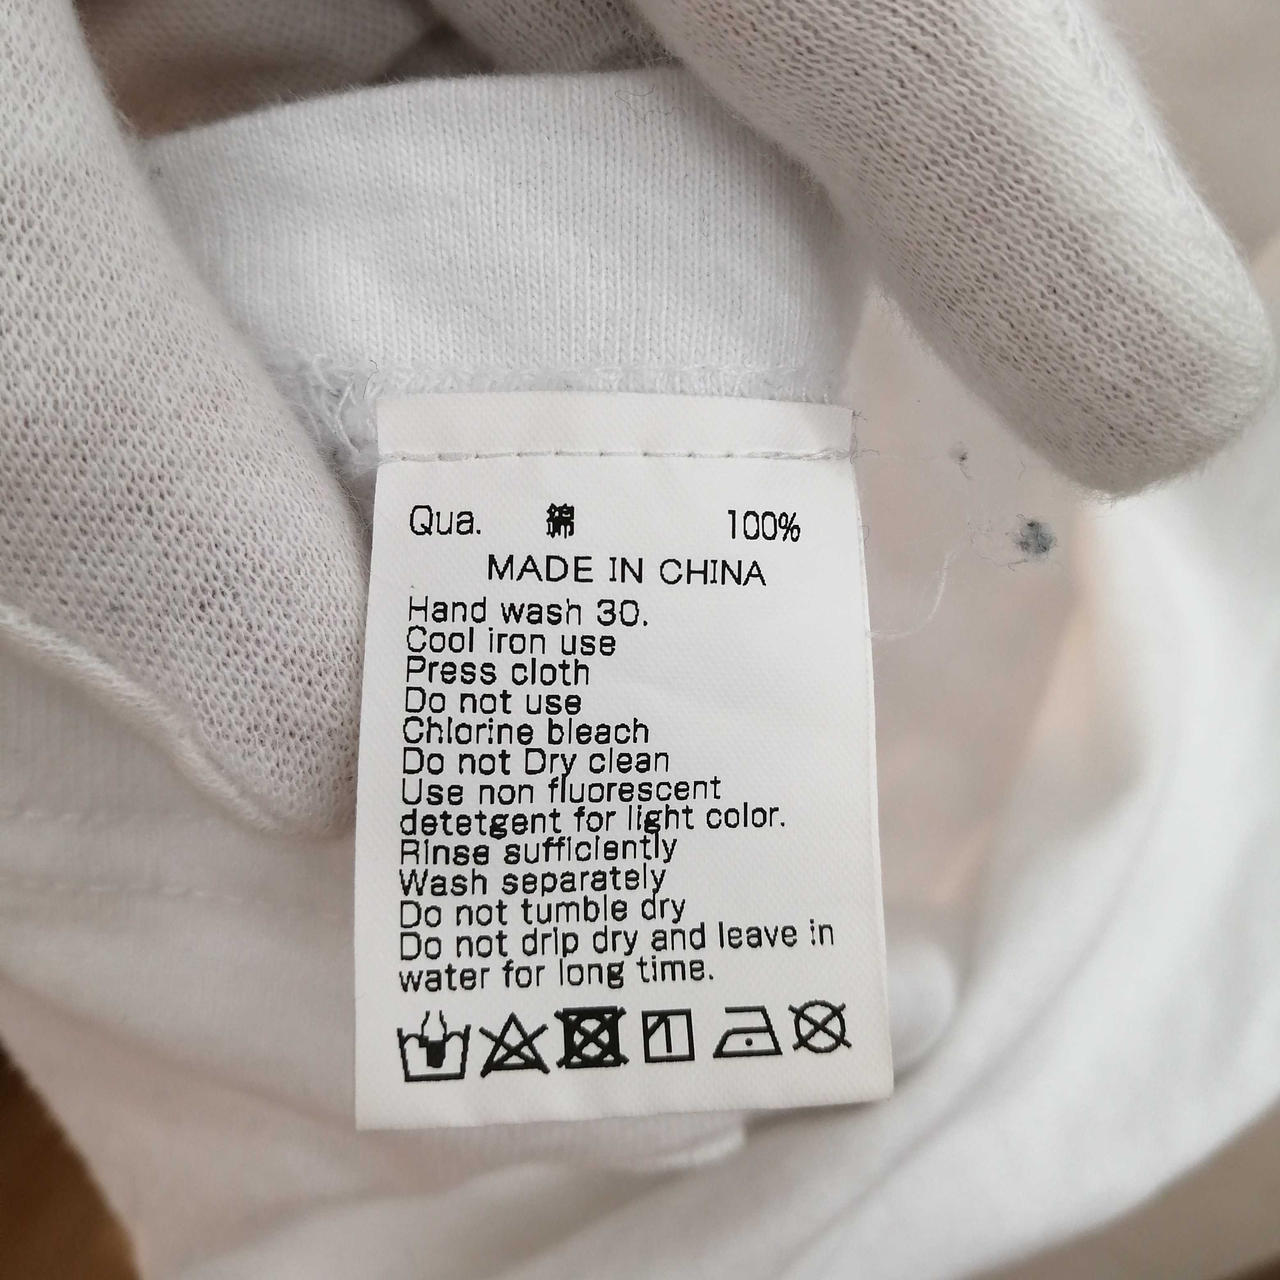 Qua. 綿 100%
MADE IN CHINA
Hand wash 30.
Cool iron use
Press cloth
Do not use
Chlorine bleach
Do not Dry clean
Use non fluorescent
detetgent for light color.
Rinse sufficiently
Wash separately
Do not tumble dry
Do not drip dry and leave in
water for long time.